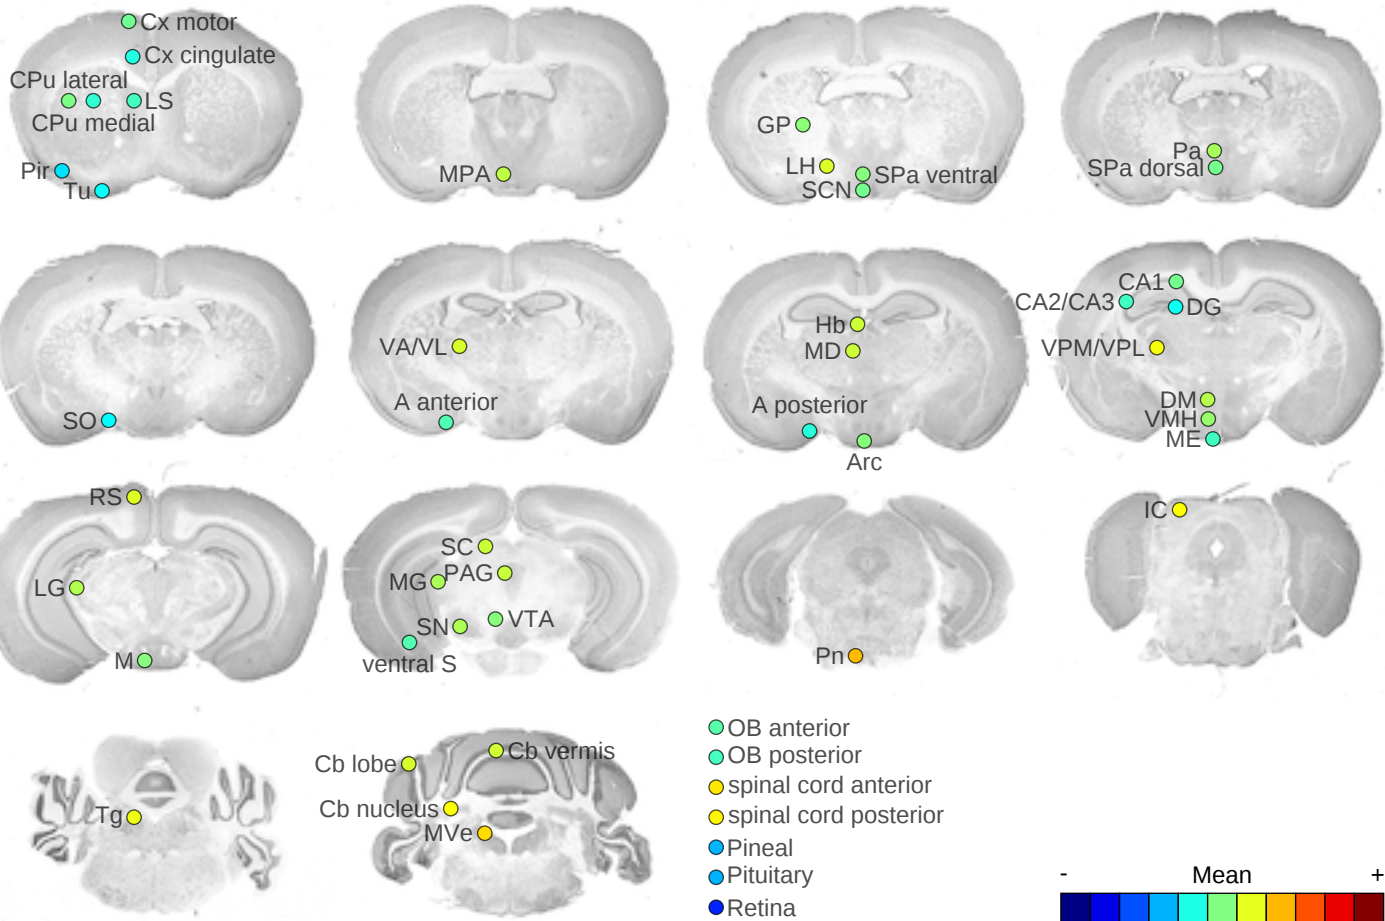 Cx motor
Cx cingulate
CPu lateral
LS
CPu medial
Pir
Tu
MPA
GP
LH
SPa ventral
SCN
Pa
SPa dorsal
SO
VA/VL
A anterior
Hb
MD
A posterior
Arc
CA1
CA2/CA3
DG
VPM/VPL
DM
VMH
ME
RS
LG
M
SC
MG
PAG
SN
VTA
ventral S
Pn
IC
Tg
Cb lobe
Cb vermis
Cb nucleus
MVe
OB anterior
OB posterior
spinal cord anterior
spinal cord posterior
Pineal
Pituitary
Retina
- Mean +